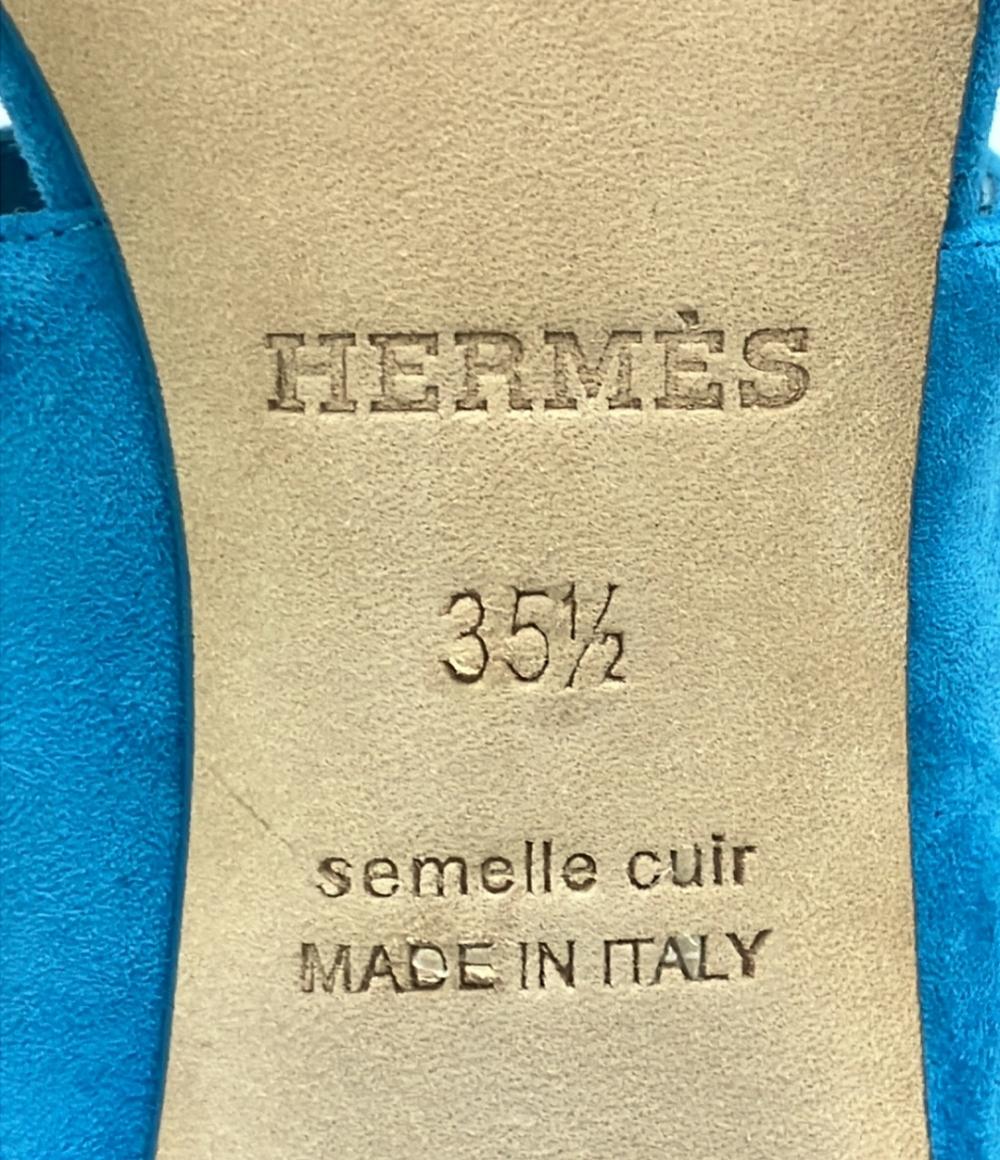 HERMÈS
35½
semelle cuir
MADE IN ITALY